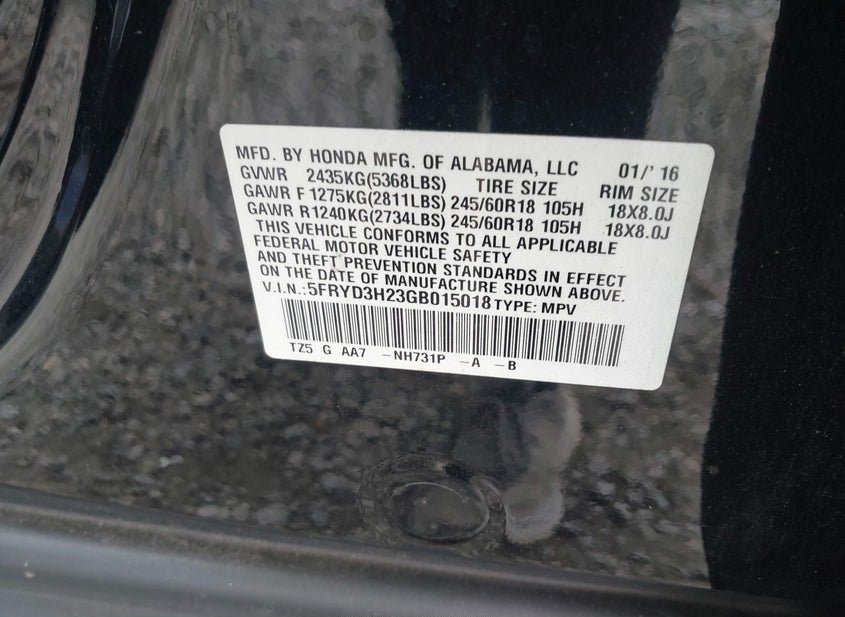 MFD. BY HONDA MFG. OF ALABAMA, LLC 01/'16
GVWR 2435KG(5368LBS) TIRE SIZE RIM SIZE
GAWR F 1275KG(2811LBS) 245/60R18 105H 18X8.0J
GAWR R1240KG(2734LBS) 245/60R18 105H 18X8.0J
THIS VEHICLE CONFORMS TO ALL APPLICABLE
FEDERAL MOTOR VEHICLE SAFETY
AND THEFT PREVENTION STANDARDS IN EFFECT
ON THE DATE OF MANUFACTURE SHOWN ABOVE.
V.I.N.:5FRYD3H23GB015018 TYPE: MPV
TZ5 G AA7 -NH731P -A -B